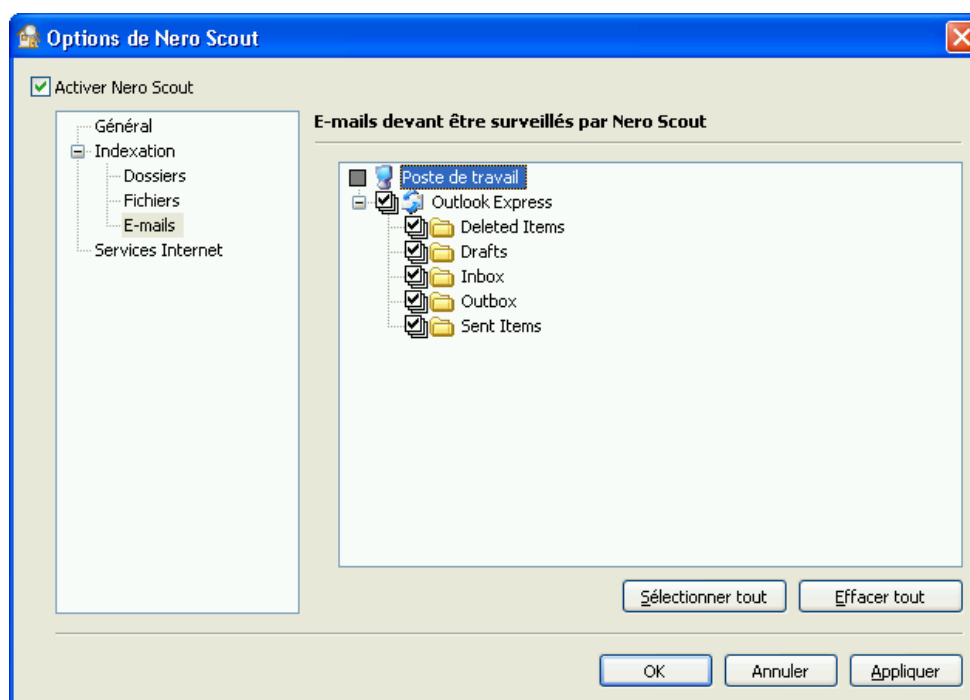 Options de Nero Scout
Activer Nero Scout
Général
Indexation
Dossiers
Fichiers
E-mails
Services Internet
E-mails devant être surveillés par Nero Scout
Poste de travail
Outlook Express
Deleted Items
Drafts
Inbox
Outbox
Sent Items
Sélectionner tout
Effacer tout
OK
Annuler
Appliquer